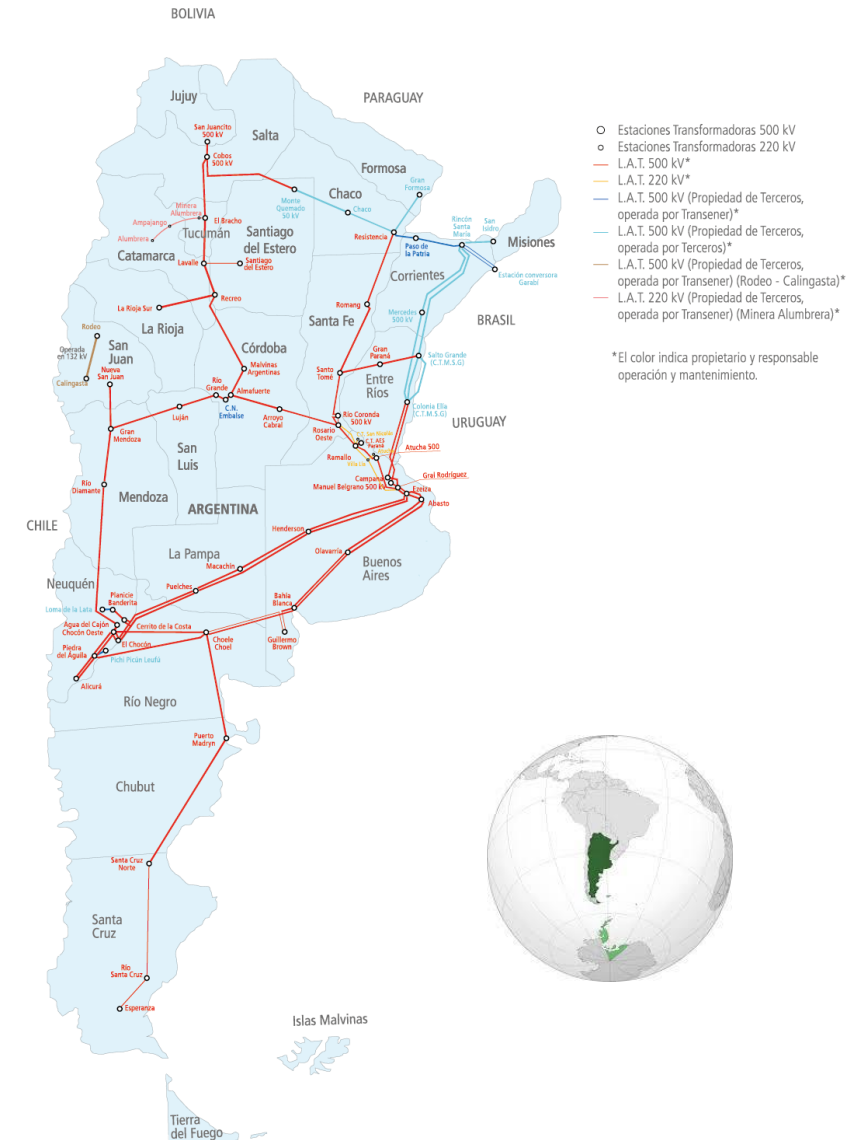 BOLIVIA
Jujuy
PARAGUAY
San Juancito
500 kV
Salta
Cobos
500 kV
Formosa
Gran
Formosa
Chaco
Monte
Quemado
50 kV
Chaco
Minera
Alumbrera
Ampajango
El Bracho
Alumbrera
Tucumán
Santiago
del Estero
Resistencia
Paso de
la Patria
Rincón
Santa
María
San
Isidro
Misiones
Catamarca
Lavalle
Santiago
del Estero
Corrientes
Estación conversora
Garabí
La Rioja Sur
Recreo
Romang
Mercedes
500 kV
BRASIL
La Rioja
Santa Fe
Rodeo
Operada
en 132 kV
San
Juan
Nueva
San Juan
Calingasta
Córdoba
Malvinas
Argentinas
Gran
Paraná
Salto Grande
(C.T.M.S.G)
Santo
Tomé
Entre
Ríos
Río
Grande
Almafuerte
C.N.
Embalse
Luján
Arroyo
Cabral
Río Coronda
500 kV
Colonia Elía
(C.T.M.S.G)
URUGUAY
Gran
Mendoza
Rosario
Oeste
C.T. AES
Paraná
San
Luis
Ramallo
Atucha 500
Río
Diamante
Mendoza
Campana
Manuel Belgrano 500 kV
Gral Rodríguez
Ezeiza
Abasto
ARGENTINA
CHILE
Henderson
La Pampa
Olavarría
Buenos
Aires
Macachín
Puelches
Neuquén
Planicie
Banderita
Loma de la Lata
Bahía
Blanca
Agua del Cajón
Chocón Oeste
Cerrito de la Costa
El Chocón
Choele
Choel
Guillermo
Brown
Piedra
del Águila
Pichi Picún Leufú
Alicurá
Río Negro
Puerto
Madryn
Chubut
Santa Cruz
Norte
Santa
Cruz
Río
Santa Cruz
Esperanza
Islas Malvinas
Tierra
del Fuego
Estaciones Transformadoras 500 kV
Estaciones Transformadoras 220 kV
L.A.T. 500 kV*
L.A.T. 220 kV*
L.A.T. 500 kV (Propiedad de Terceros,
operada por Transener)*
L.A.T. 500 kV (Propiedad de Terceros,
operada por Terceros)*
L.A.T. 500 kV (Propiedad de Terceros,
operada por Transener) (Rodeo - Calingasta)*
L.A.T. 220 kV (Propiedad de Terceros,
operada por Transener) (Minera Alumbrera)*
*El color indica propietario y responsable
operación y mantenimiento.